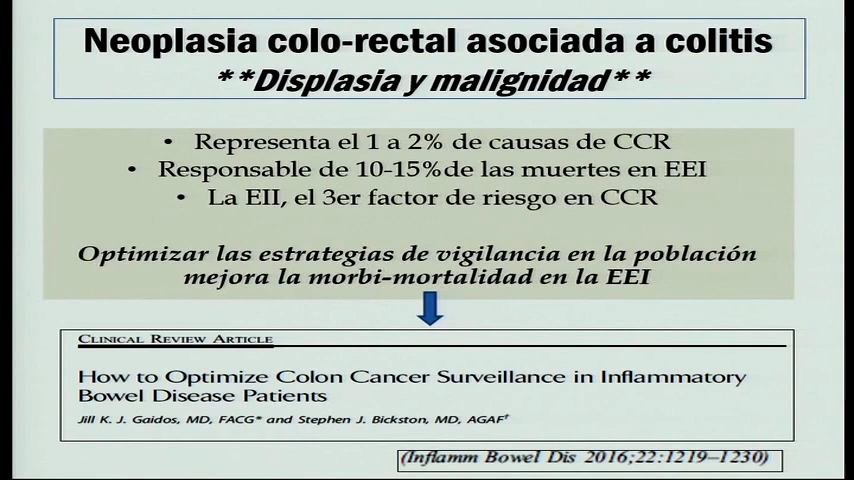 Neoplasia colo-rectal asociada a colitis
**Displasia y malignidad**
• Representa el 1 a 2% de causas de CCR
• Responsable de 10-15%de las muertes en EEI
• La EII, el 3er factor de riesgo en CCR
Optimizar las estrategias de vigilancia en la población
mejora la morbi-mortalidad en la EEI
CLINICAL REVIEW ARTICLE
How to Optimize Colon Cancer Surveillance in Inflammatory
Bowel Disease Patients
Jill K. J. Gaidos, MD, FACG* and Stephen J. Bickston, MD, AGAF†
(Inflamm Bowel Dis 2016;22:1219–1230)